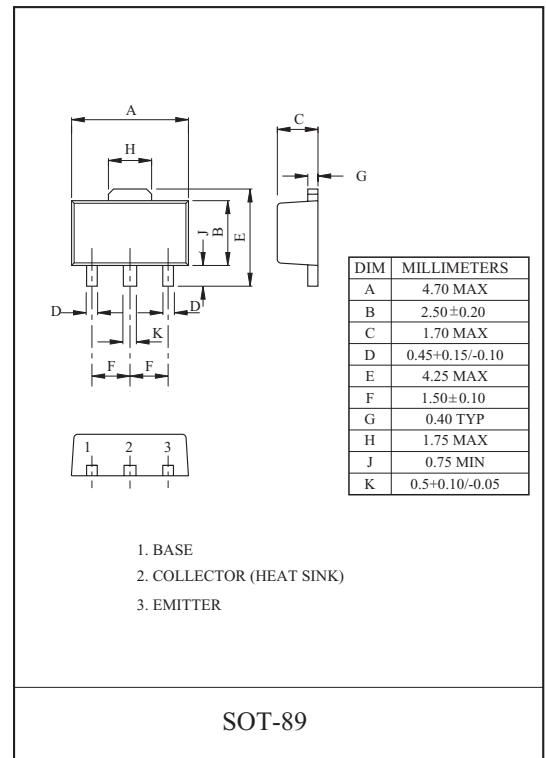 A
H
C
G
J
B
E
D
D
K
F
F
DIM MILLIMETERS
A 4.70 MAX
B 2.50±0.20
C 1.70 MAX
D 0.45+0.15/-0.10
E 4.25 MAX
F 1.50±0.10
G 0.40 TYP
H 1.75 MAX
J 0.75 MIN
K 0.5+0.10/-0.05
1 2 3
1. BASE
2. COLLECTOR (HEAT SINK)
3. EMITTER
SOT-89